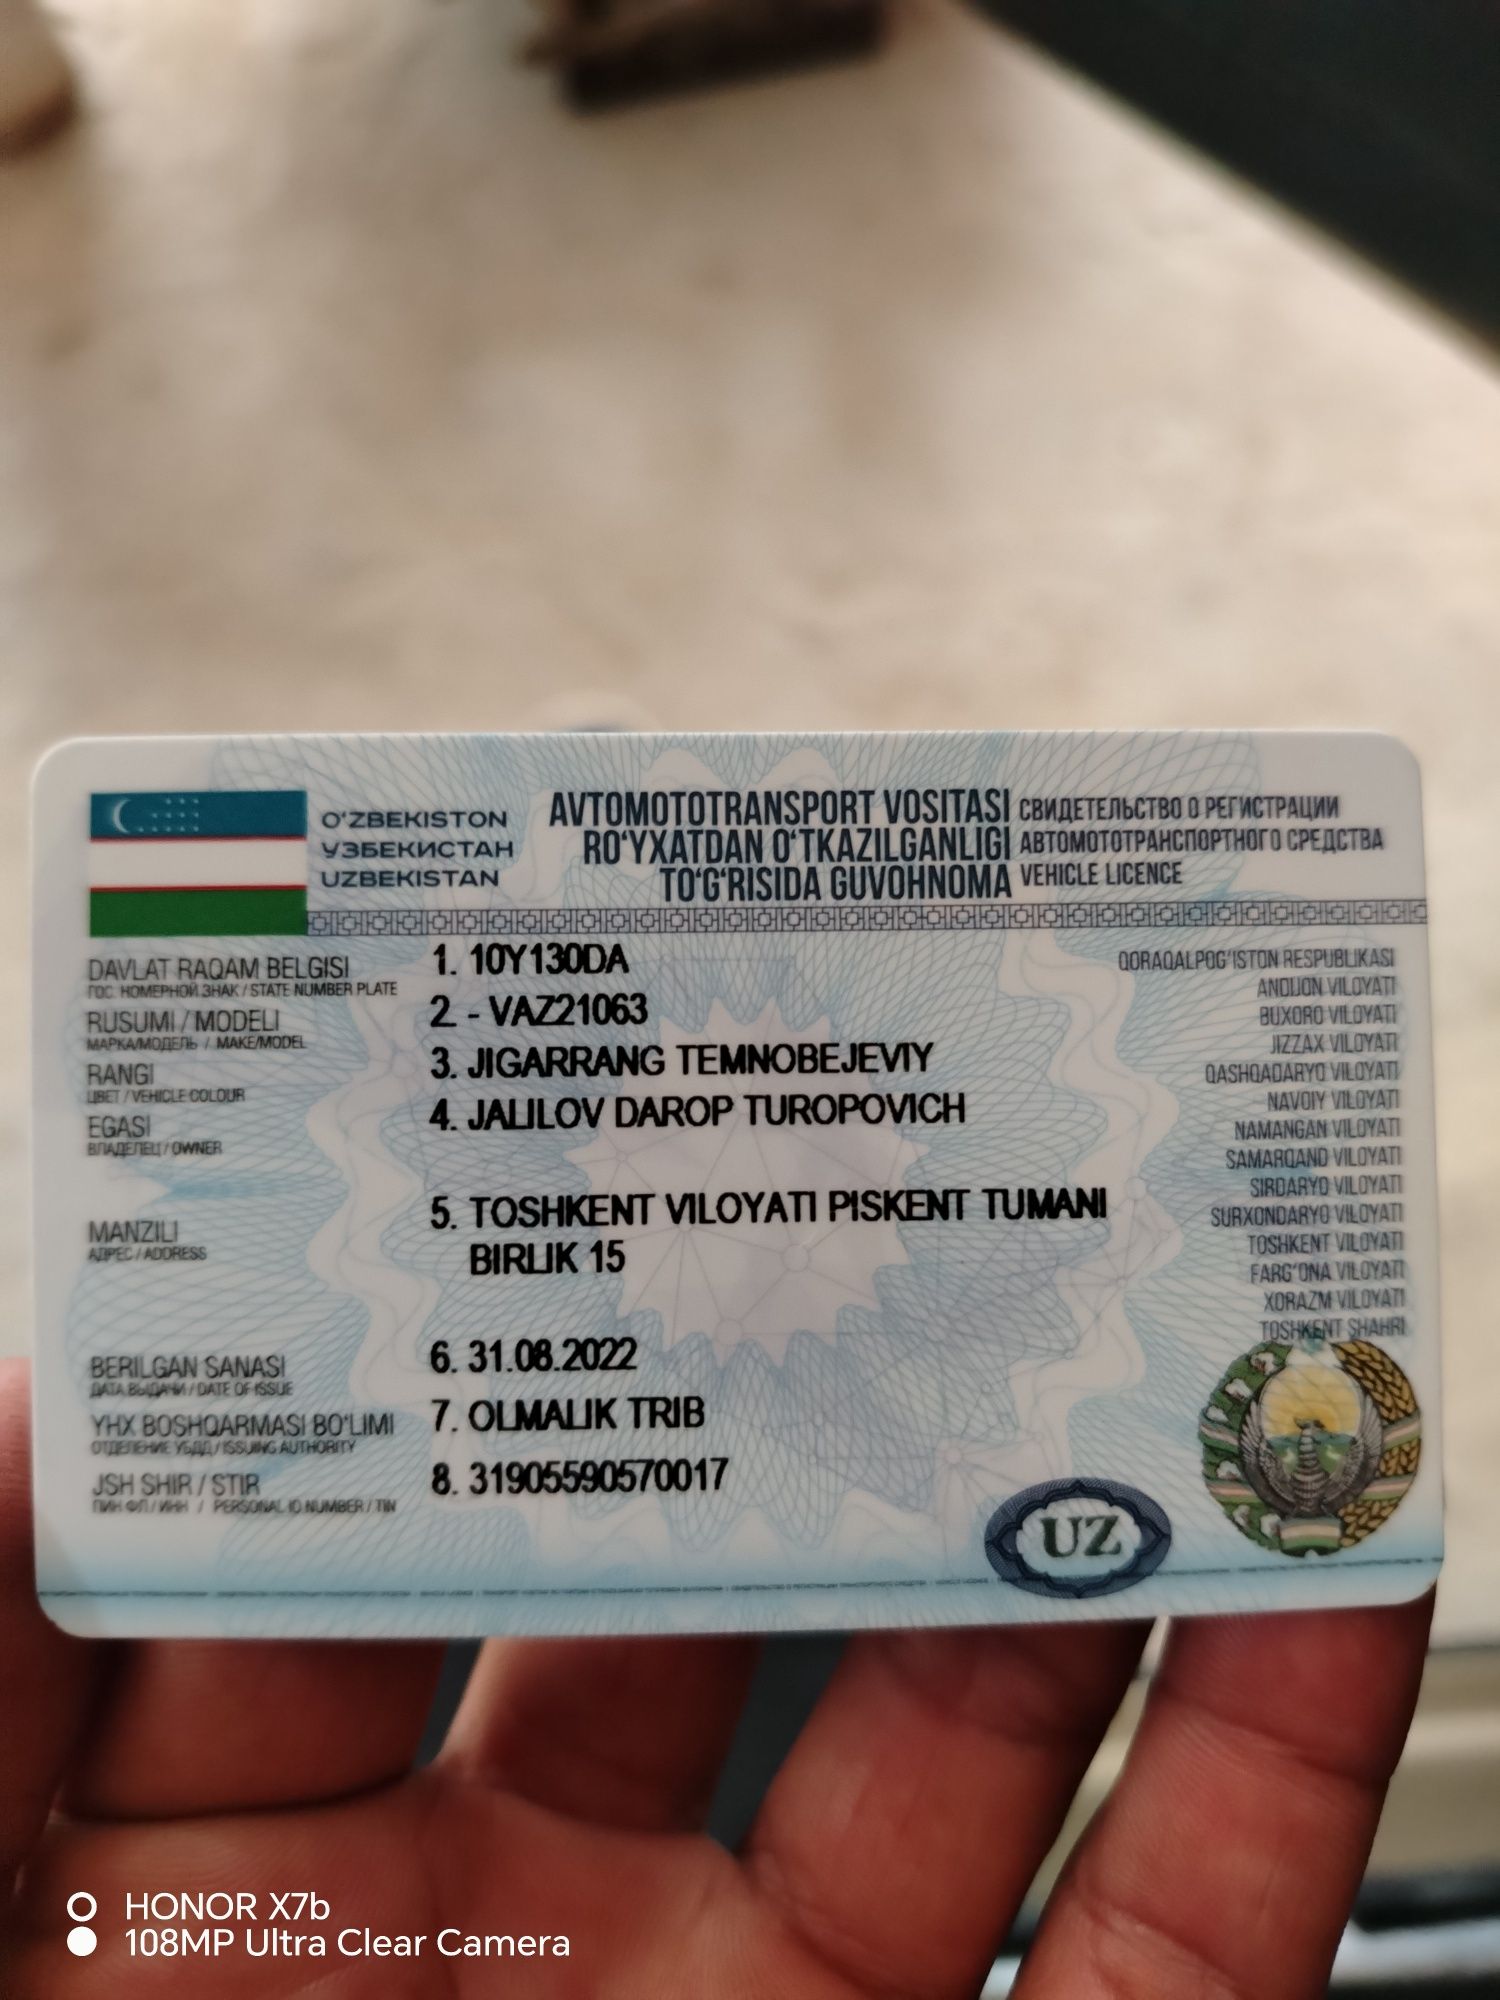 O‘ZBEKISTON
УЗБЕКИСТАН
UZBEKISTAN
AVTOMOTOTRANSPORT VOSITASI
RO‘YXATDAN O‘TKAZILGANLIGI
TO‘G‘RISIDA GUVOHNOMA
СВИДЕТЕЛЬСТВО О РЕГИСТРАЦИИ
АВТОМОТОТРАНСПОРТНОГО СРЕДСТВА
VEHICLE LICENCE
DAVLAT RAQAM BELGISI
ГОС. НОМЕРНОЙ ЗНАК / STATE NUMBER PLATE
1. 10Y130DA
RUSUMI / MODELI
МАРКА/МОДЕЛЬ / MAKE/MODEL
2. - VAZ21063
RANGI
ЦВЕТ / VEHICLE COLOUR
3. JIGARRANG TEMNOBEJEVIY
EGASI
ВЛАДЕЛЕЦ / OWNER
4. JALILOV DAROP TUROPOVICH
MANZILI
АДРЕС / ADDRESS
5. TOSHKENT VILOYATI PISKENT TUMANI
BIRLIK 15
BERILGAN SANASI
ДАТА ВЫДАЧИ / DATE OF ISSUE
6. 31.08.2022
YHX BOSHQARMASI BO‘LIMI
ОТДЕЛЕНИЕ УБДД / ISSUING AUTHORITY
7. OLMALIK TRIB
JSH SHIR / STIR
ПИН ФЛ / ИНН / PERSONAL ID NUMBER / TIN
8. 31905590570017
QORAQALPOG‘ISTON RESPUBLIKASI
ANDIJON VILOYATI
BUXORO VILOYATI
JIZZAX VILOYATI
QASHQADARYO VILOYATI
NAVOIY VILOYATI
NAMANGAN VILOYATI
SAMARQAND VILOYATI
SIRDARYO VILOYATI
SURXONDARYO VILOYATI
TOSHKENT VILOYATI
FARG‘ONA VILOYATI
XORAZM VILOYATI
TOSHKENT SHAHRI
UZ
HONOR X7b
108MP Ultra Clear Camera